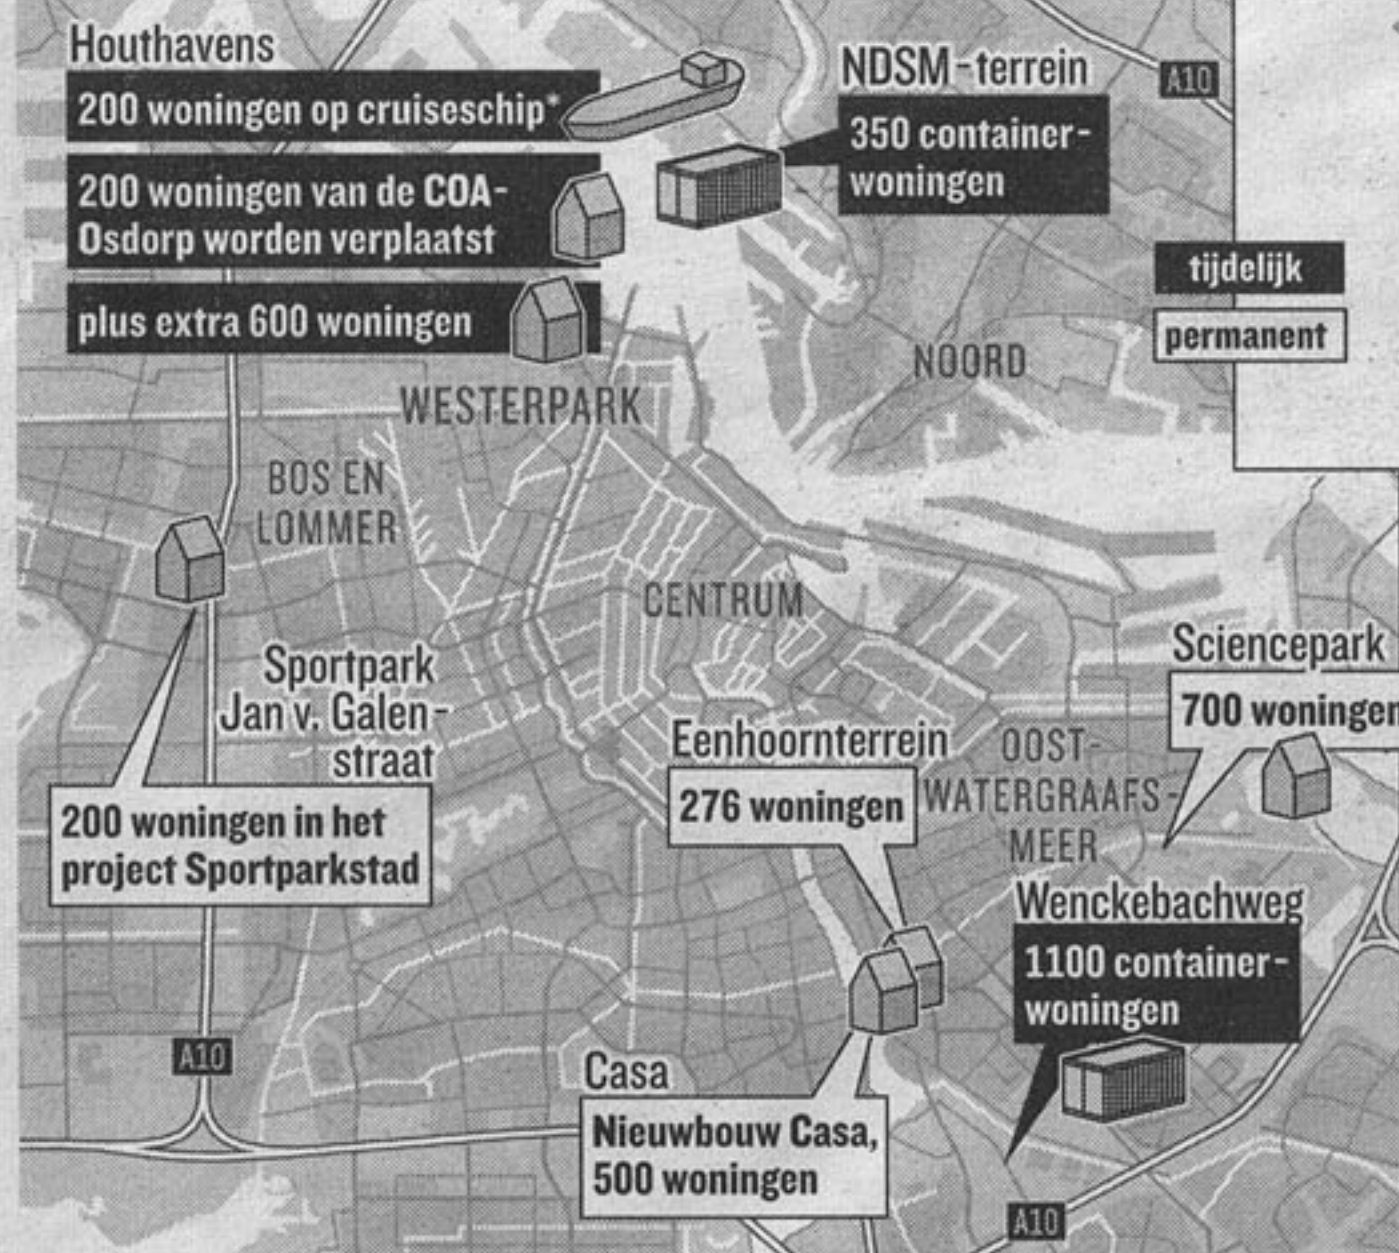 Houthavens
200 woningen op cruiseschip*
200 woningen van de COA-
Osdorp worden verplaatst
plus extra 600 woningen
NDSM-terrein
350 container-
woningen
A10
tijdelijk
permanent
NOORD
WESTERPARK
BOS EN
LOMMER
CENTRUM
Sportpark
Jan v. Galen-
straat
200 woningen in het
project Sportparkstad
Sciencepark
700 woningen
Eenhoornterrein
276 woningen
OOST-
WATERGRAAFS-
MEER
Wenckebachweg
1100 container-
woningen
A10
Casa
Nieuwbouw Casa,
500 woningen
A10